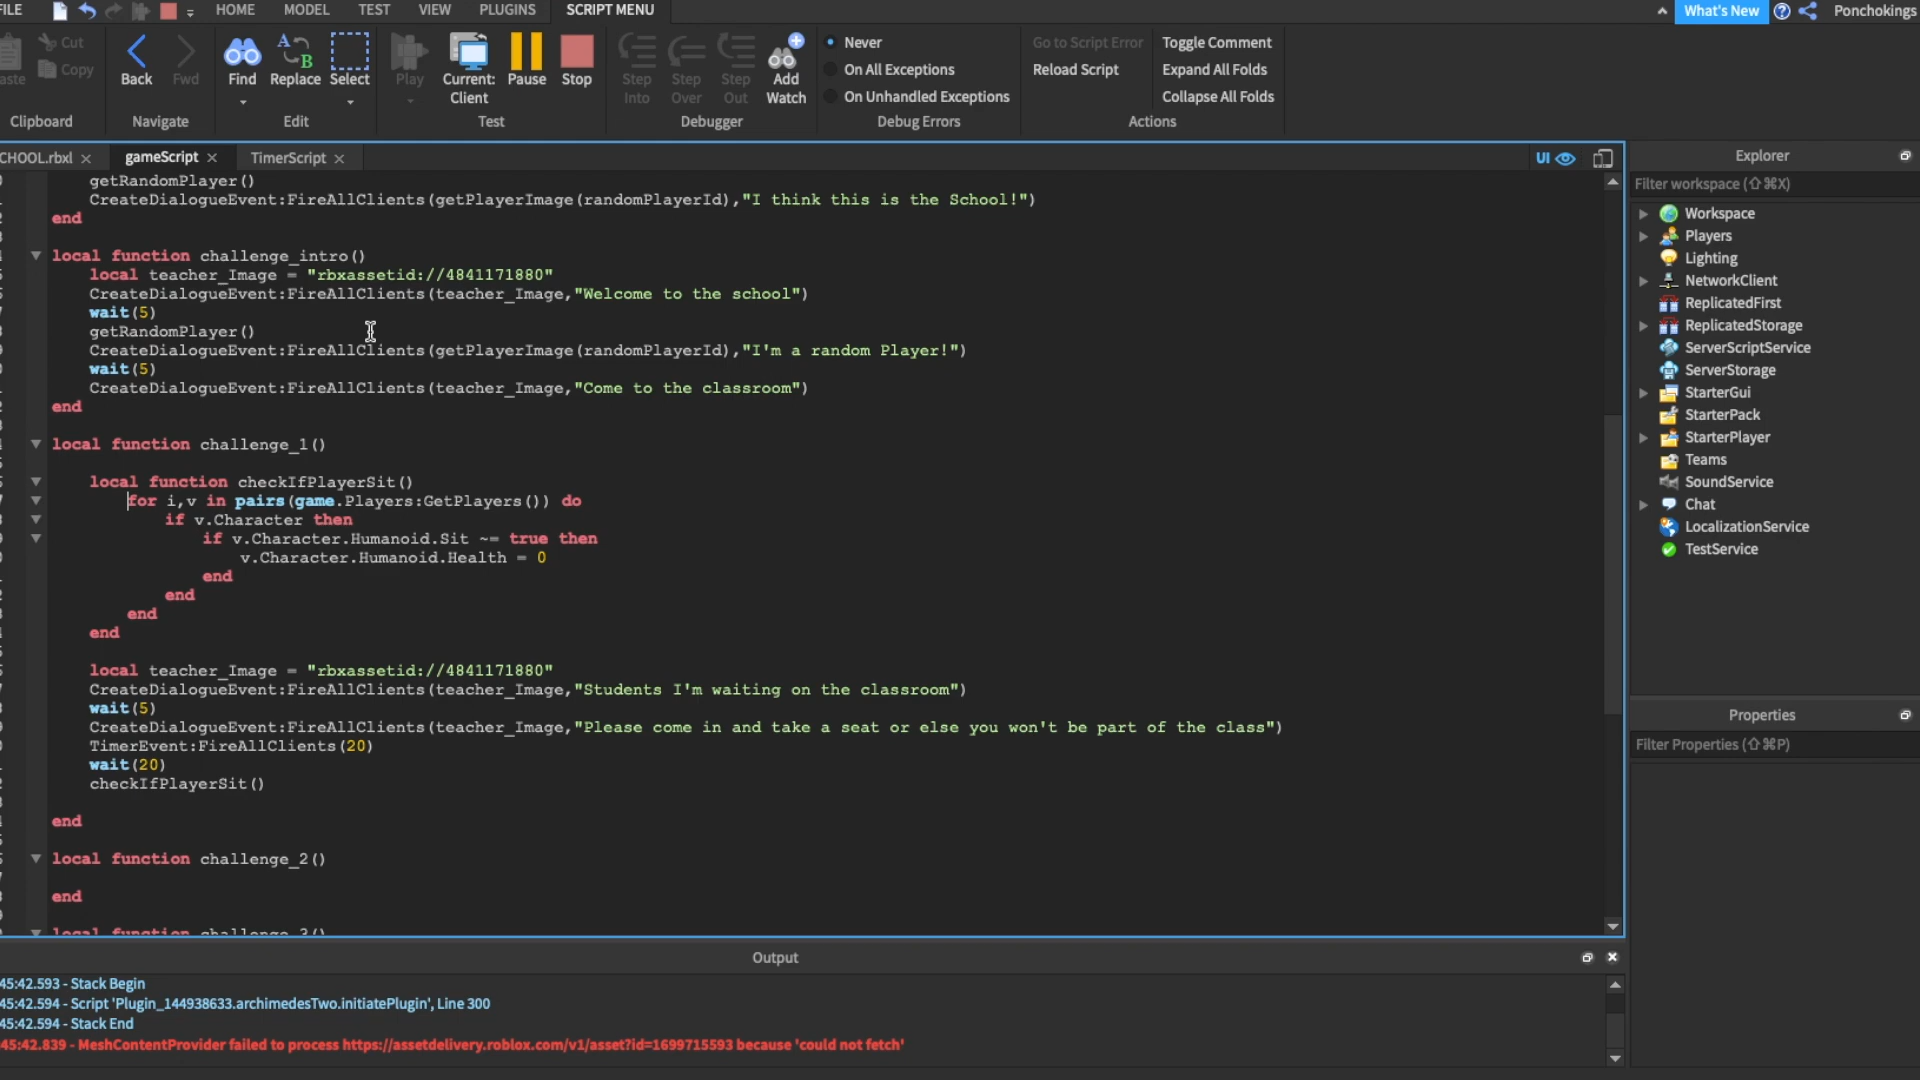 FILE HOME MODEL TEST VIEW PLUGINS SCRIPT MENU What's New Ponchokings
Cut
Copy
Back Fwd
Find Replace Select
Play Current: Client Pause Stop
Step Into Step Over Step Out Add Watch
Never
On All Exceptions
On Unhandled Exceptions
Go to Script Error
Reload Script
Toggle Comment
Expand All Folds
Collapse All Folds
Clipboard Navigate Edit Test Debugger Debug Errors Actions
CHOOL.rbxl gameScript TimerScript UI
getRandomPlayer()
CreateDialogueEvent:FireAllClients(getPlayerImage(randomPlayerId),"I think this is the School!")
end
local function challenge_intro()
local teacher_Image = "rbxassetid://4841171880"
CreateDialogueEvent:FireAllClients(teacher_Image,"Welcome to the school")
wait(5)
getRandomPlayer()
CreateDialogueEvent:FireAllClients(getPlayerImage(randomPlayerId),"I'm a random Player!")
wait(5)
CreateDialogueEvent:FireAllClients(teacher_Image,"Come to the classroom")
end
local function challenge_1()
local function checkIfPlayerSit()
for i,v in pairs(game.Players:GetPlayers()) do
if v.Character then
if v.Character.Humanoid.Sit ~= true then
v.Character.Humanoid.Health = 0
end
end
end
end
local teacher_Image = "rbxassetid://4841171880"
CreateDialogueEvent:FireAllClients(teacher_Image,"Students I'm waiting on the classroom")
wait(5)
CreateDialogueEvent:FireAllClients(teacher_Image,"Please come in and take a seat or else you won't be part of the class")
TimerEvent:FireAllClients(20)
wait(20)
checkIfPlayerSit()
end
local function challenge_2()
end
local function challenge_3()
Explorer
Filter workspace (⇧⌘X)
Workspace
Players
Lighting
NetworkClient
ReplicatedFirst
ReplicatedStorage
ServerScriptService
ServerStorage
StarterGui
StarterPack
StarterPlayer
Teams
SoundService
Chat
LocalizationService
TestService
Properties
Filter Properties (⇧⌘P)
Output
45:42.593 - Stack Begin
45:42.594 - Script 'Plugin_144938633.archimedesTwo.initiatePlugin', Line 300
45:42.594 - Stack End
45:42.839 - MeshContentProvider failed to process https://assetdelivery.roblox.com/v1/asset?id=1699715593 because 'could not fetch'